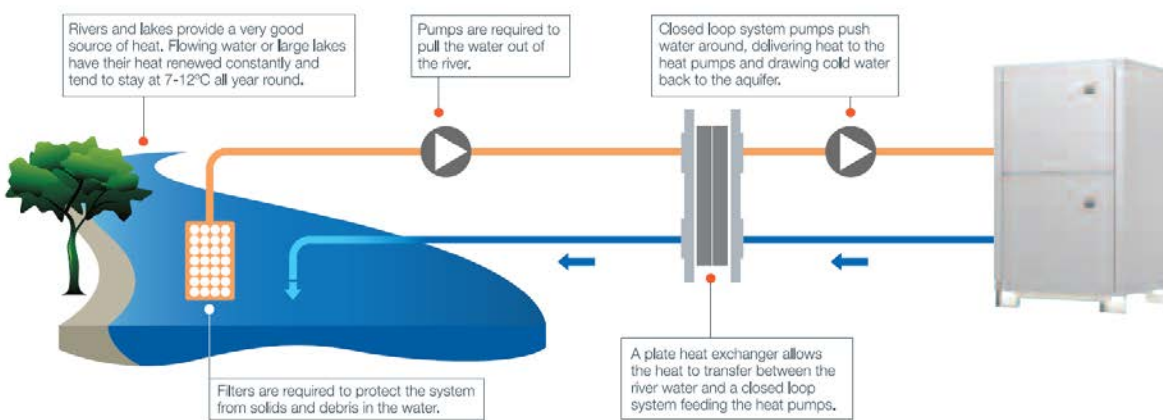 Rivers and lakes provide a very good
source of heat. Flowing water or large lakes
have their heat renewed constantly and
tend to stay at 7-12ºC all year round.
Pumps are required to
pull the water out of
the river.
Closed loop system pumps push
water around, delivering heat to the
heat pumps and drawing cold water
back to the aquifer.
Filters are required to protect the system
from solids and debris in the water.
A plate heat exchanger allows
the heat to transfer between the
river water and a closed loop
system feeding the heat pumps.